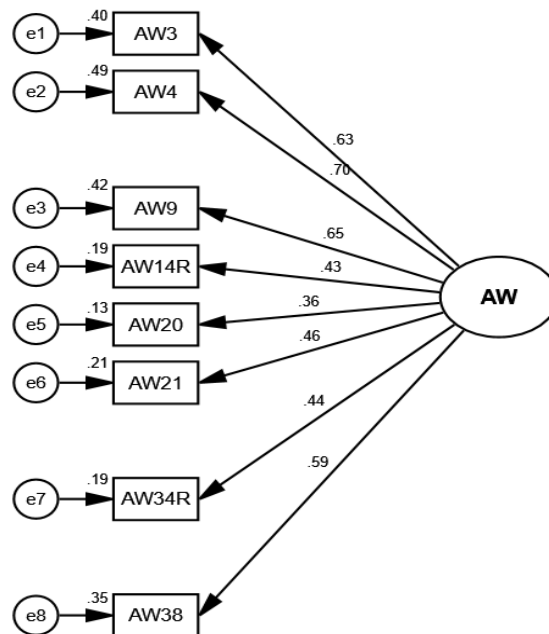 .40
e1 AW3
.49
e2 AW4
.63
.70
.42
e3 AW9
.65
.19
e4 AW14R
.43
.13
e5 AW20
.36
AW
.46
.21
e6 AW21
.44
.59
.19
e7 AW34R
.35
e8 AW38